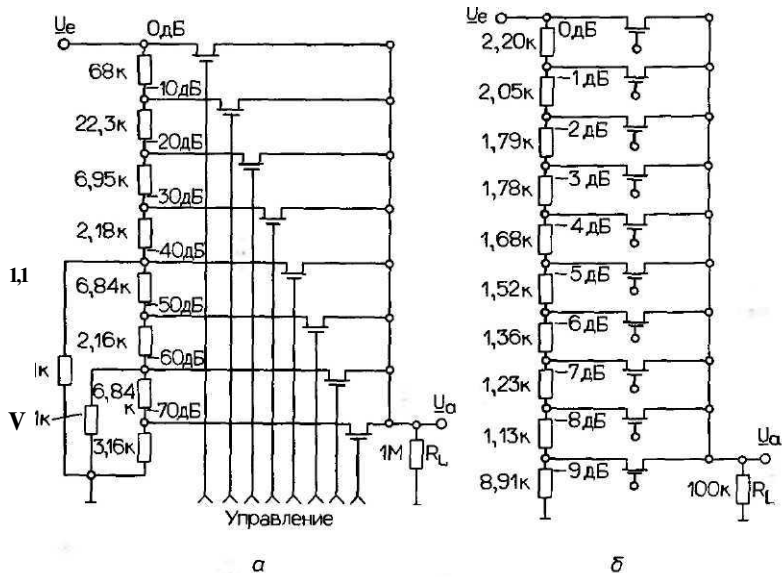 Ue
0дБ
68к
-10дБ
22,3к
-20дБ
6,95к
-30дБ
2,18к
-40дБ
1,1
6,84к
-50дБ
2,16к
-60дБ
1к
6,84
к
V
1к
-70дБ
3,16к
Ua
1М
RL
Управление
а
Ue
0дБ
2,20к
-1дБ
2,05к
-2дБ
1,79к
-3дБ
1,78к
-4дБ
1,68к
-5дБ
1,52к
-6дБ
1,36к
-7дБ
1,23к
-8дБ
1,13к
Ua
-9дБ
8,91к
100к
RL
б